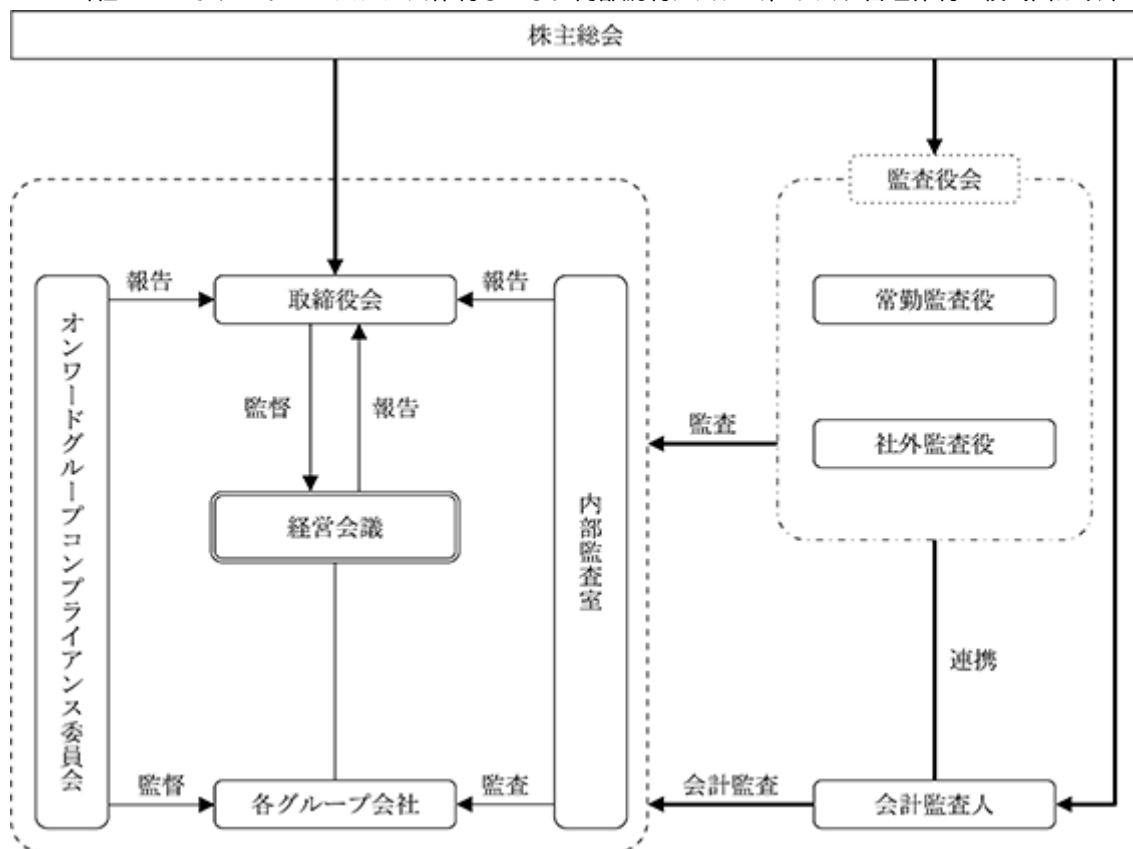 株主総会
監査役会
報告
報告
取締役会
常勤監査役
監督
報告
監査
社外監査役
経営会議
オンワードグループコンプライアンス委員会
内部監査室
連携
監督
各グループ会社
監査
会計監査
会計監査人